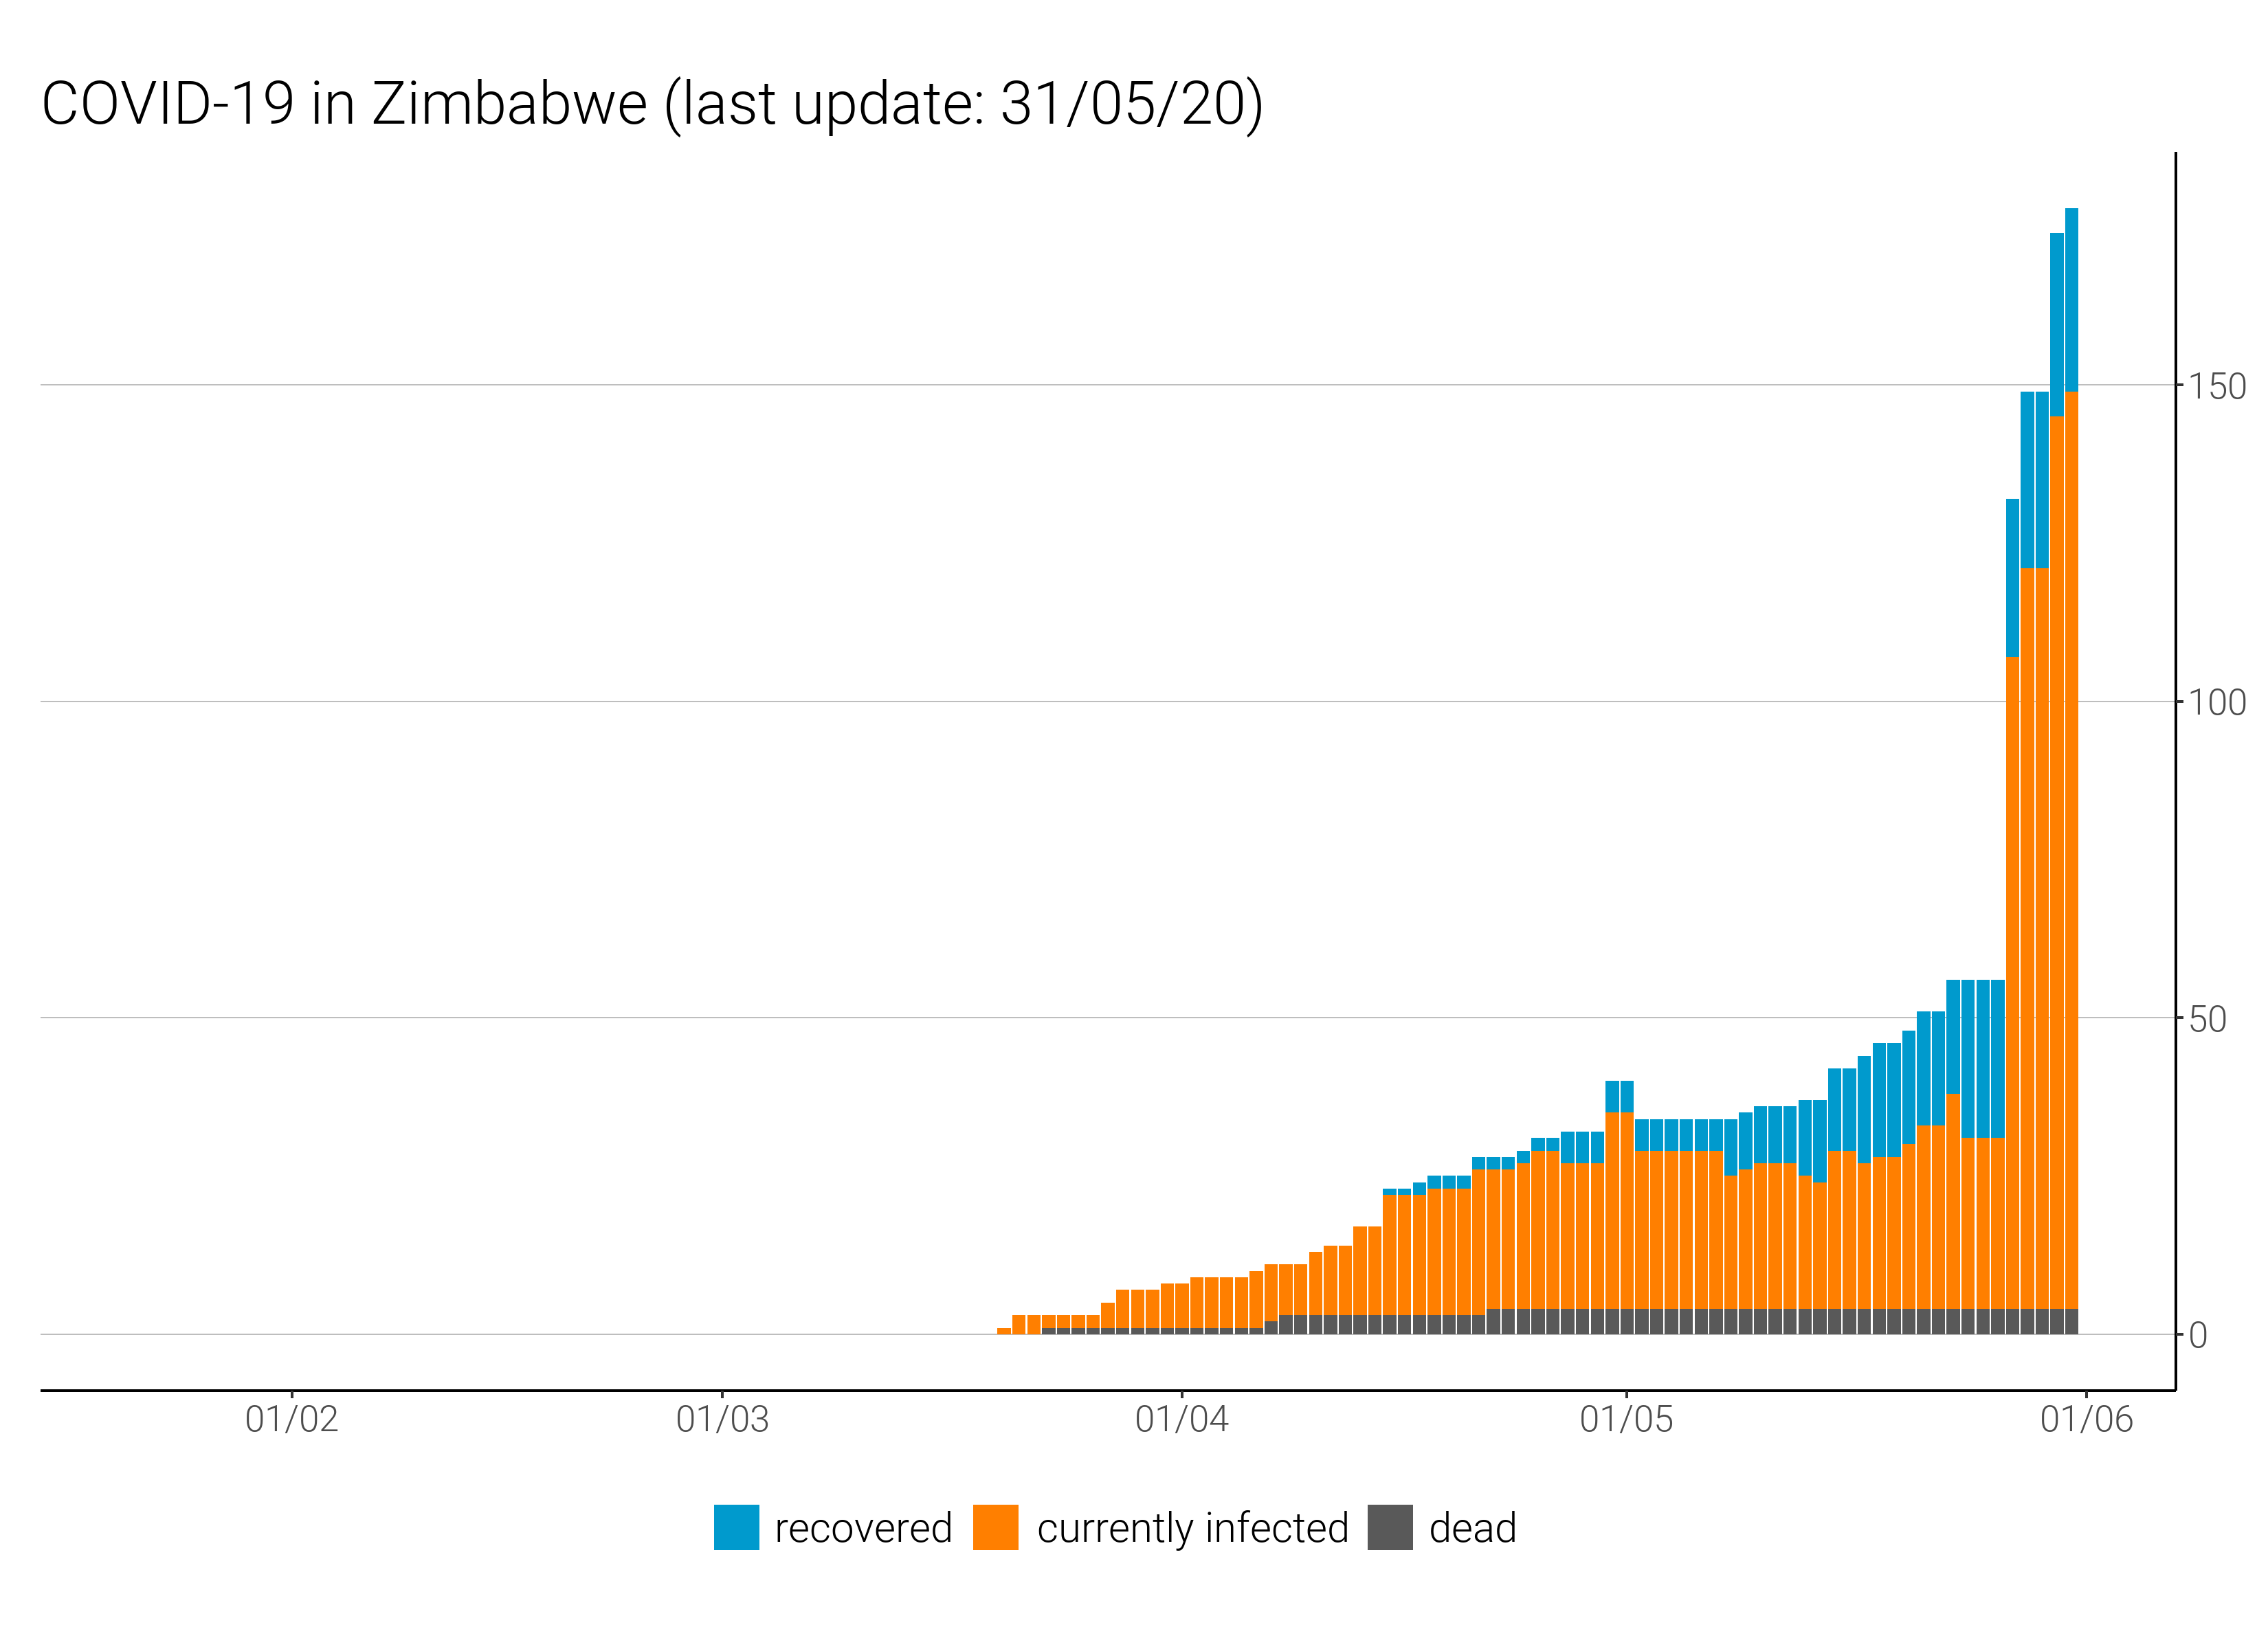 COVID-19 in Zimbabwe (last update: 31/05/20)
150
100
50
0
01/02 01/03 01/04 01/05 01/06
recovered currently infected dead